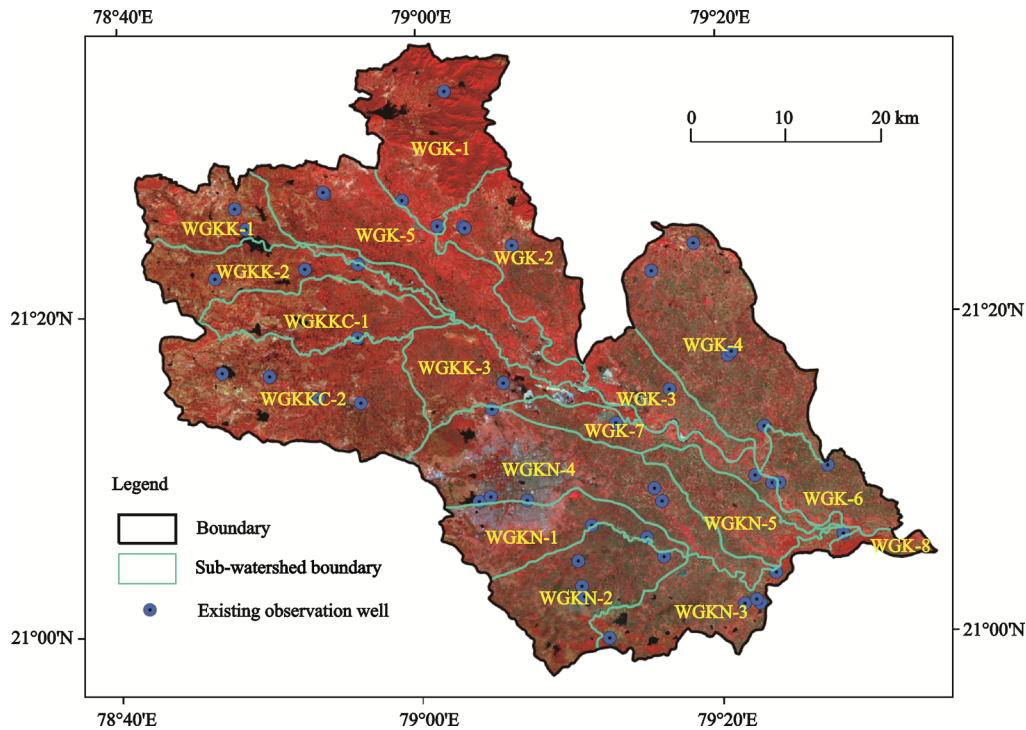 78°40'E 79°00'E 79°20'E
0 10 20 km
WGK-1
WGKK-1
WGK-5
WGK-2
WGKK-2
21°20'N
21°20'N
WGKKC-1
WGK-4
WGKK-3
WGKKC-2
WGK-3
WGK-7
WGKN-4
Legend
WGK-6
WGKN-5
Boundary
WGKN-1
WGK-8
Sub-watershed boundary
WGKN-2
Existing observation well
WGKN-3
21°00'N
21°00'N
78°40'E 79°00'E 79°20'E